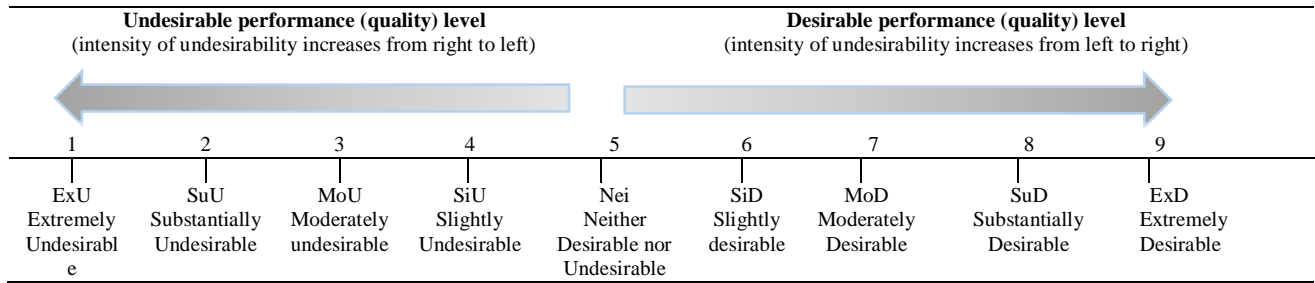 Undesirable performance (quality) level Desirable performance (quality) level
(intensity of undesirability increases from right to left) (intensity of undesirability increases from left to right)
1 2 3 4 5 6 7 8 9
ExU SuU MoU SiU Nei SiD MoD SuD ExD
Extremely Substantially Moderately Slightly Neither Slightly Moderately Substantially Extremely
Undesirabl Undesirable undesirable Undesirable Desirable nor desirable Desirable Desirable Desirable
e Undesirable